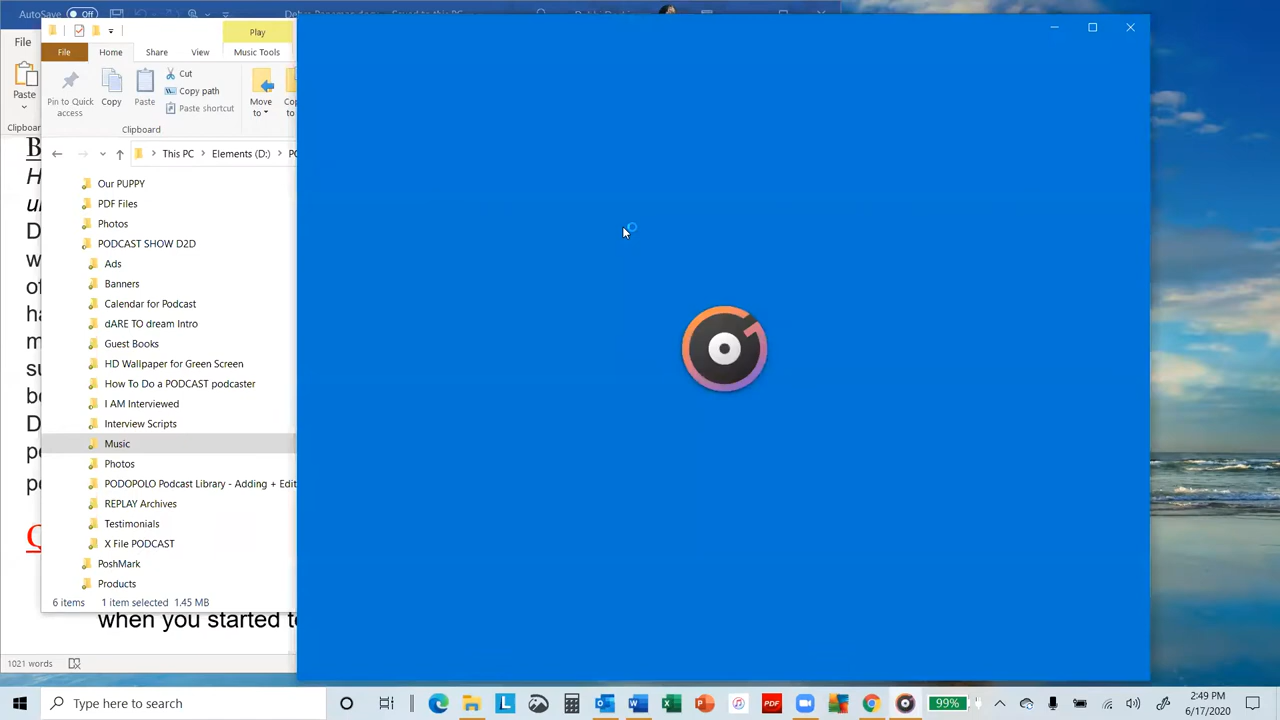 AutoSave Off
File
Play
File Home Share View Music Tools
Paste
Clipboard
Pin to Quick access
Copy
Paste
Cut
Copy path
Paste shortcut
Move to
Clipboard
This PC Elements (D:)
Our PUPPY
PDF Files
Photos
PODCAST SHOW D2D
Ads
Banners
Calendar for Podcast
dARE TO dream Intro
Guest Books
HD Wallpaper for Green Screen
How To Do a PODCAST podcaster
I AM Interviewed
Interview Scripts
Music
Photos
PODOPOLO Podcast Library - Adding + Edit
REPLAY Archives
Testimonials
X File PODCAST
PoshMark
Products
6 items 1 item selected 1.45 MB
when you started
1021 words
Type here to search
PDF
99%
2:49 PM
6/17/2020